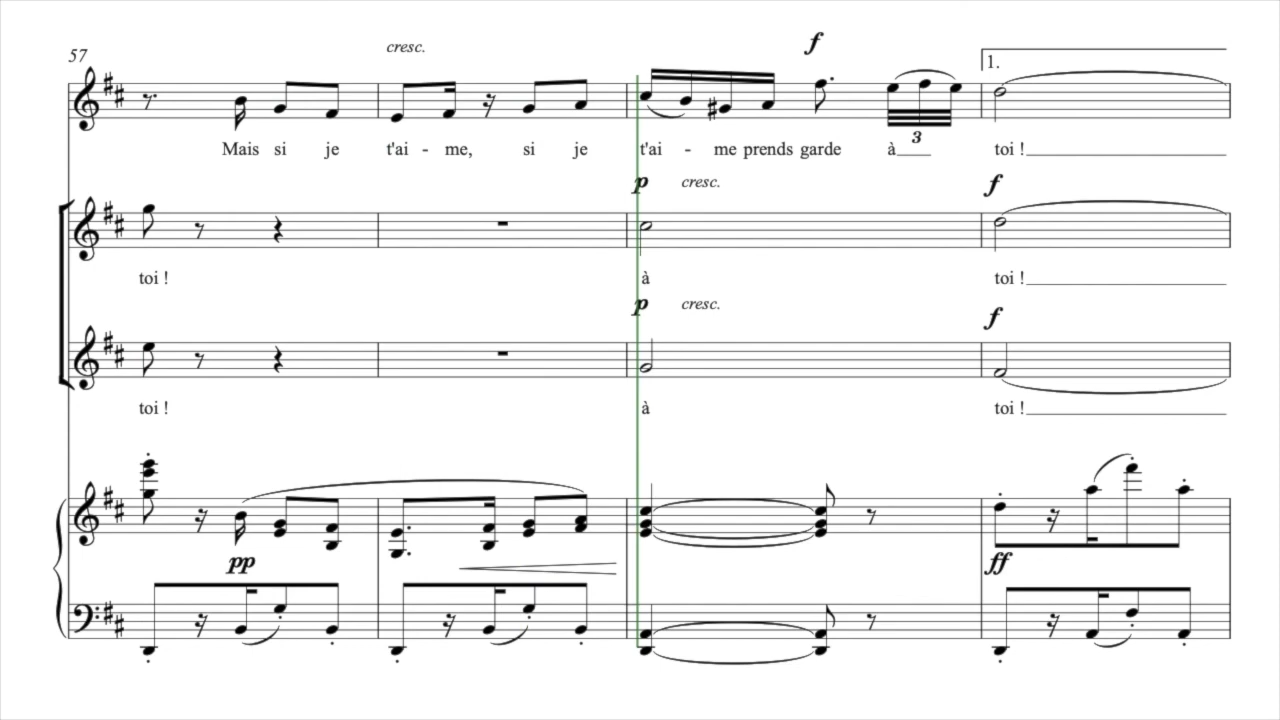 57
cresc.
f
1.
Mais si je t'ai - me, si je t'ai - me prends garde à toi !
3
p cresc. f
toi ! à toi !
p cresc. f
toi ! à toi !
pp ff